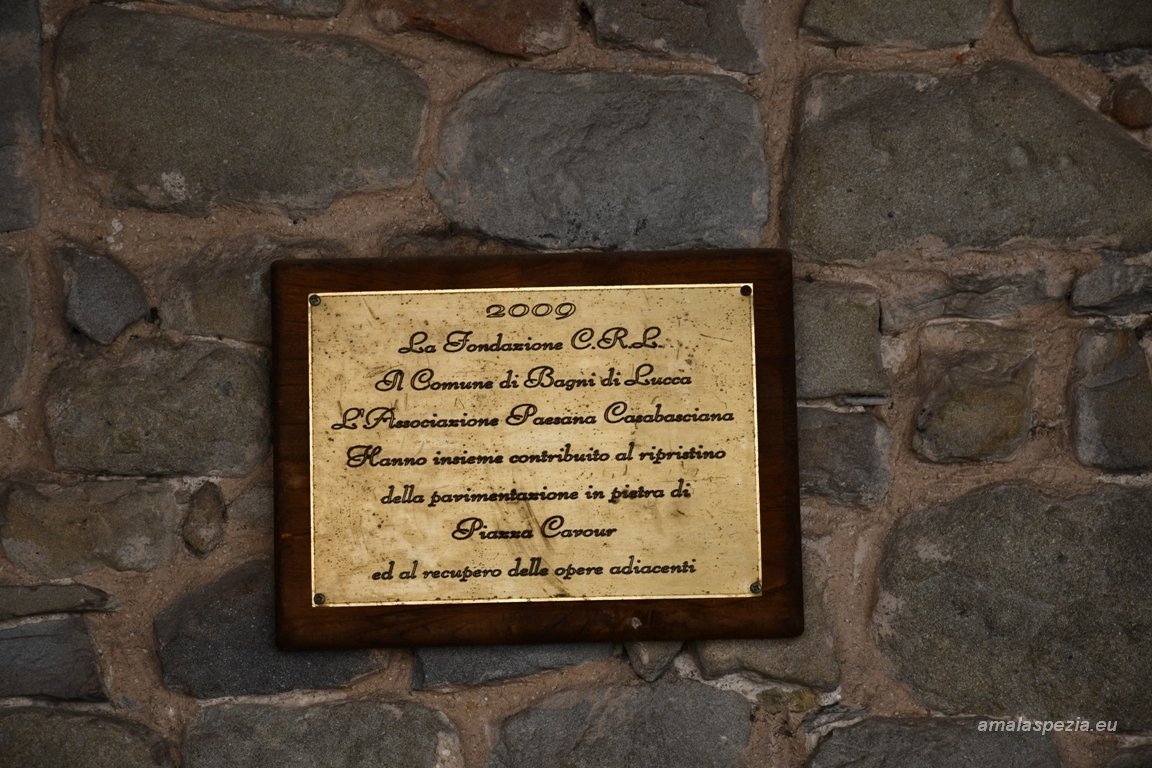 2009
La Fondazione C.R.L.
Il Comune di Bagni di Lucca
L'Associazione Paesana Casabasciana
Hanno insieme contribuito al ripristino
della pavimentazione in pietra di
Piazza Cavour
ed al recupero delle opere adiacenti
amalaspezia.eu